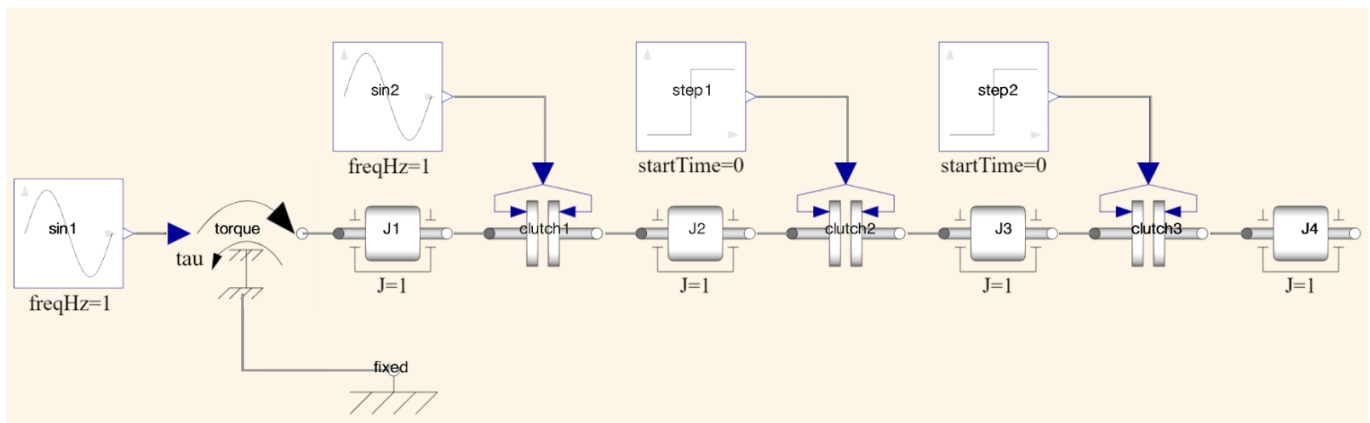 sin2
step1
step2
freqHz=1
startTime=0
startTime=0
sin1
torque
J1
clutch1
J2
clutch2
J3
clutch3
J4
tau
freqHz=1
J=1
J=1
J=1
J=1
fixed